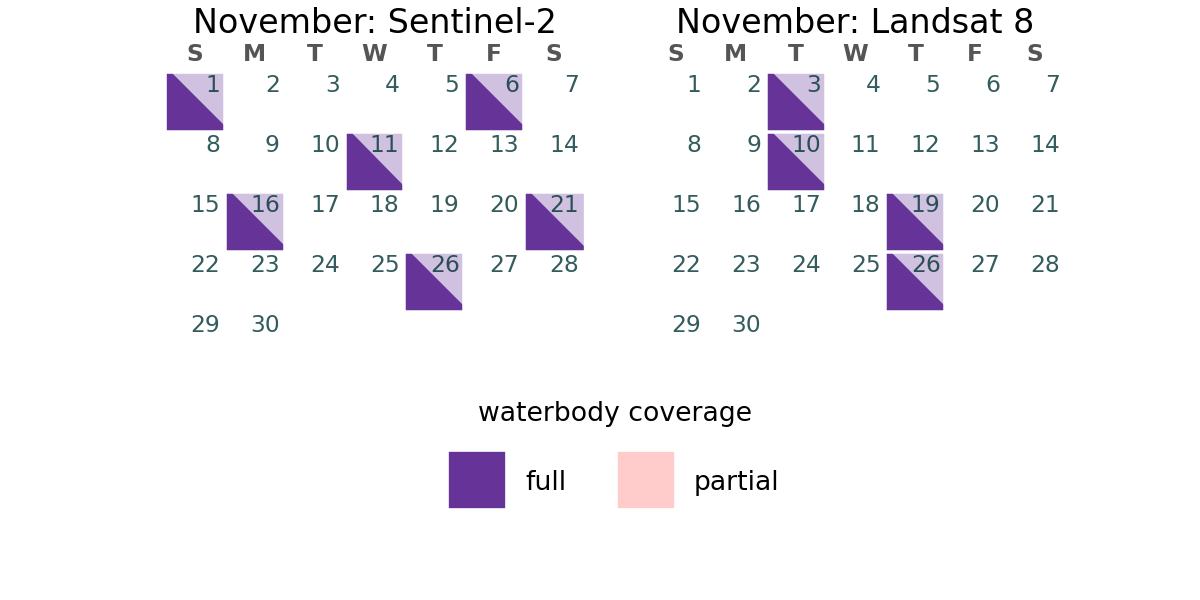 November: Sentinel-2
S M T W T F S
1 2 3 4 5 6 7
8 9 10 11 12 13 14
15 16 17 18 19 20 21
22 23 24 25 26 27 28
29 30
November: Landsat 8
S M T W T F S
1 2 3 4 5 6 7
8 9 10 11 12 13 14
15 16 17 18 19 20 21
22 23 24 25 26 27 28
29 30
waterbody coverage
full
partial